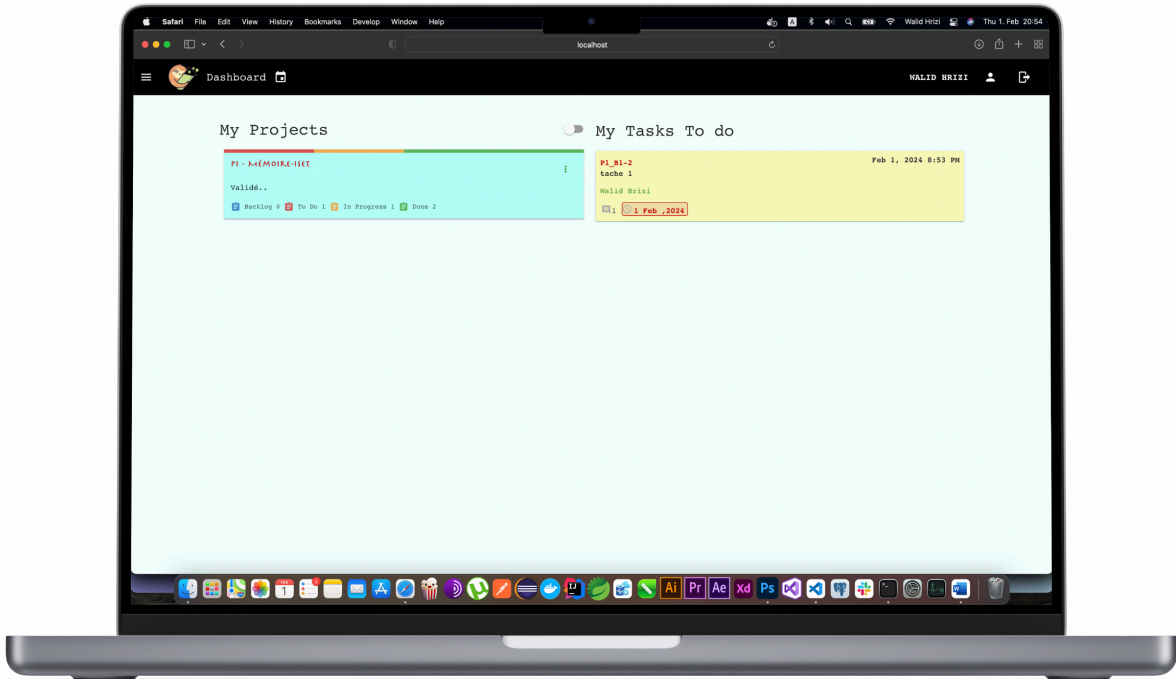 Safari File Edit View History Bookmarks Develop Window Help
A
Walid Hrizi
Thu 1. Feb 20:54
localhost
Dashboard
WALID HRIZI
My Projects
P1 - MÉMOIRE-ISET
Validé..
Backlog 0 To Do 1 In Progress 1 Done 2
My Tasks To do
P1_B1-2
Feb 1, 2024 8:53 PM
tache 1
Walid Hrizi
1
1 Feb ,2024
1
Ai Pr Ae Xd Ps